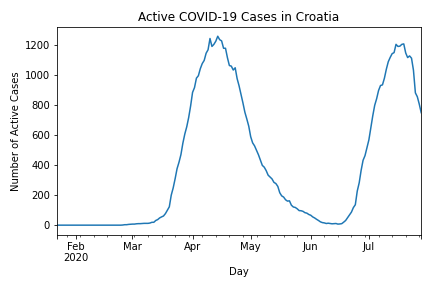 Active COVID-19 Cases in Croatia
Number of Active Cases
1200
1000
800
600
400
200
0
Feb Mar Apr May Jun Jul
2020
Day